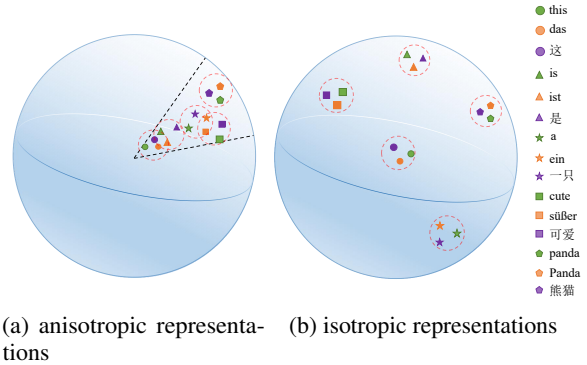 this
das
这
is
ist
是
a
ein
一只
cute
süßer
可爱
panda
Panda
熊猫
(a) anisotropic representa-
tions
(b) isotropic representations